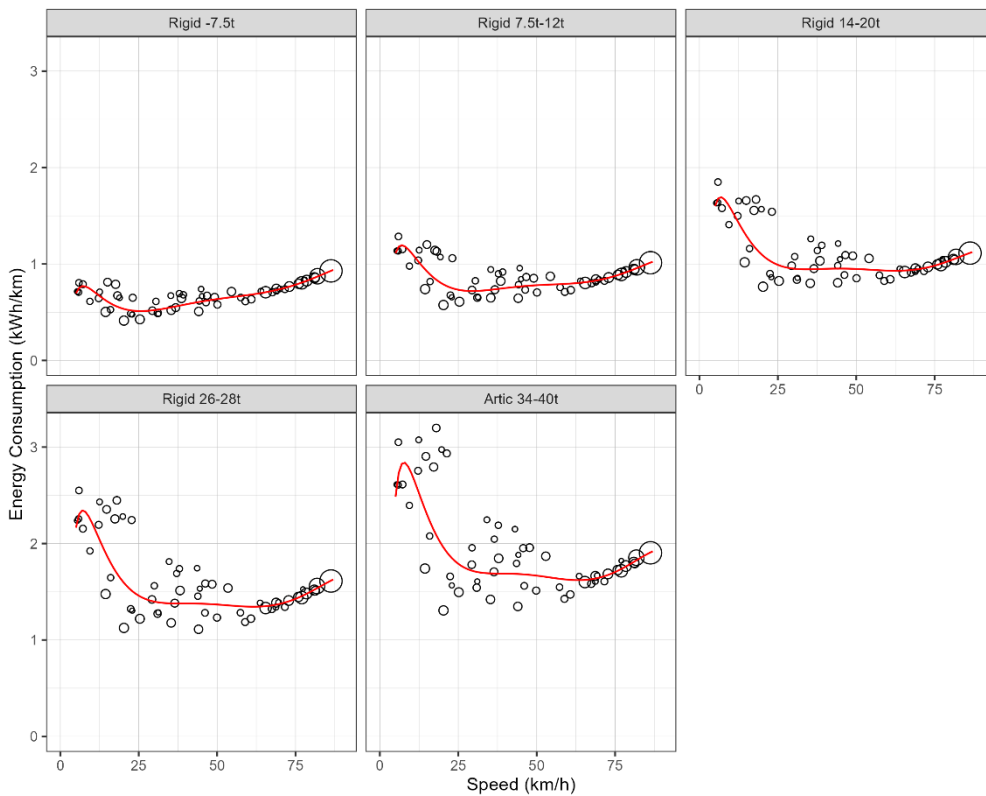 Rigid -7.5t
Rigid 7.5t-12t
Rigid 14-20t
3
2
1
0
0
25
50
75
Rigid 26-28t
Artic 34-40t
3
2
1
0
0
25
50
75
0
25
50
75
Energy Consumption (kWh/km)
Speed (km/h)